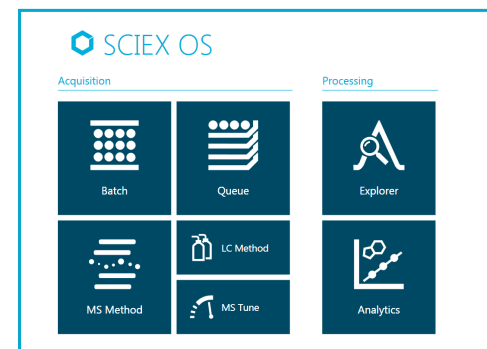 SCIEX OS
Acquisition
Processing
Batch
Queue
Explorer
MS Method
LC Method
MS Tune
Analytics